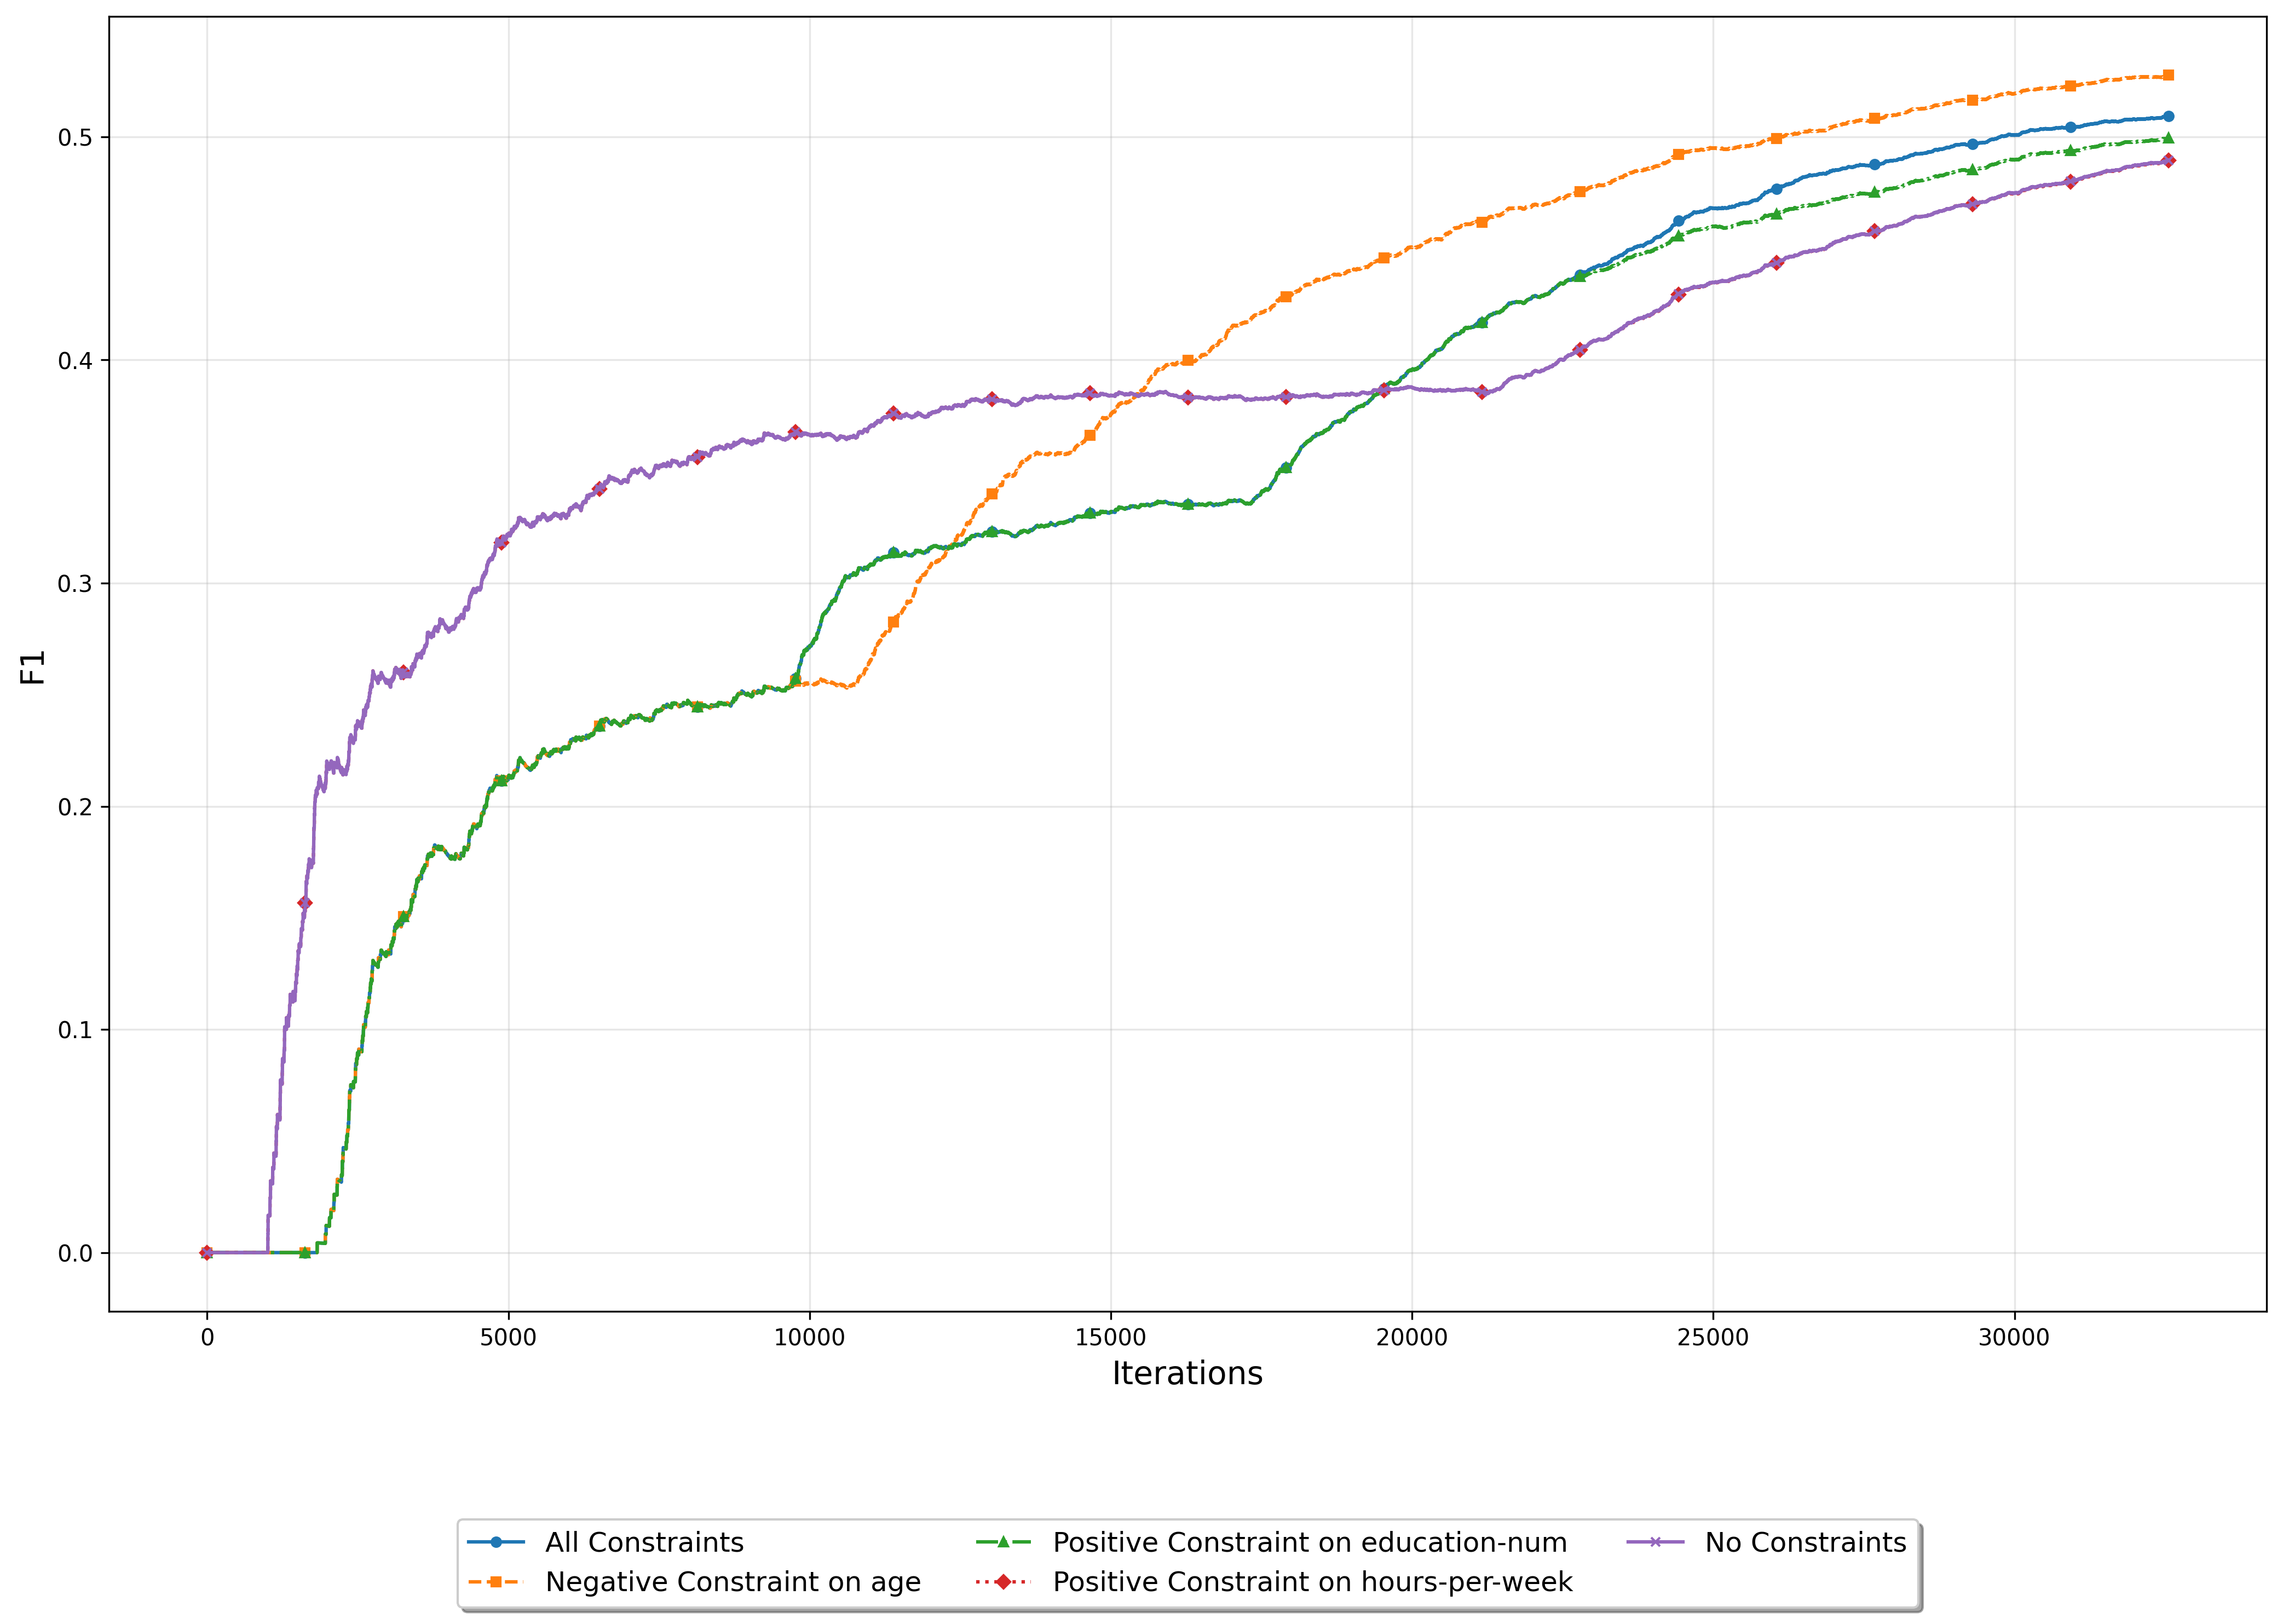 F1
0.5
0.4
0.3
0.2
0.1
0.0
0 5000 10000 15000 20000 25000 30000
Iterations
All Constraints
Negative Constraint on age
Positive Constraint on education-num
Positive Constraint on hours-per-week
No Constraints